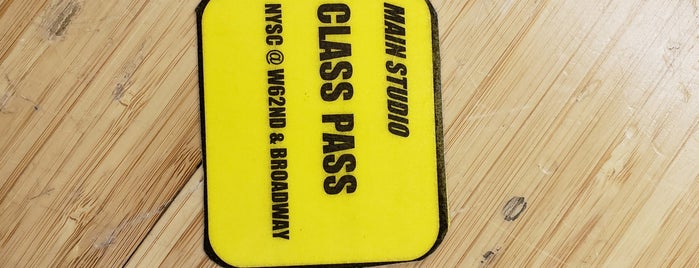 MAIN STUDIO
CLASS PASS
NYSC @ W62ND & BROADWAY